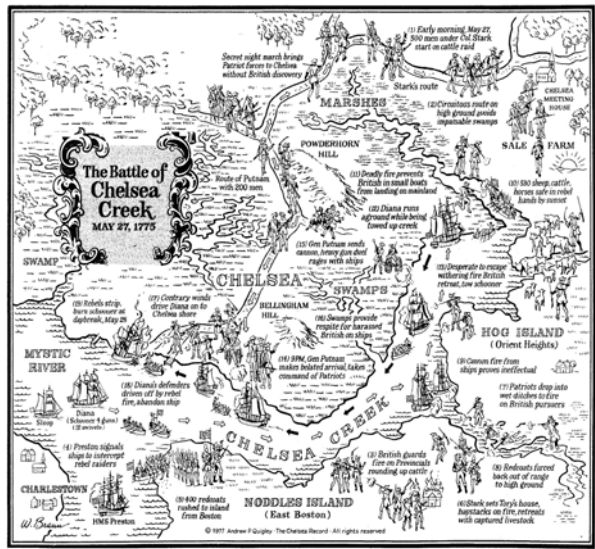 (1) Early morning, May 27,
500 men under Col. Stark
start on cattle raid
Secret night march brings
Patriot forces to Chelsea
without British discovery
Stark's route
MARSHES
(2) Circuitous route on
high ground avoids
impassable swamps
CHELSEA
MEETING
HOUSE
POWDERHORN
HILL
SALE FARM
The Battle of
Chelsea
Creek
MAY 27, 1775
Route of Putnam
with 200 men
(11) Deadly fire prevents
British in small boats
from landing on mainland
sheep, cattle,
horses safe in rebel
hands by sunset
(12) Diana runs
aground while being
towed up creek
(15) Gen Putnam sends
cannon, heavy gun duel
rages with ships
Desperate to escape
withering fire British
retreat, tow schooner
SWAMP
CHELSEA
SWAMPS
(19) Rebels strip,
burn schooner at
daybreak, May 28
(17) Contrary winds
drive Diana on to
Chelsea shore
BELLINGHAM
HILL
(16) Swamps provide
respite for harassed
British on ships
HOG ISLAND
(Orient Heights)
MYSTIC
RIVER
(14) 9PM, Gen Putnam
makes belated arrival, takes
command of Patriots
(9) Cannon fire from
ships proves ineffectual
(18) Diana's defenders
driven off by rebel
fire, abandon ship
(7) Patriots drop into
wet ditches to fire
on British pursuers
Sloop
Diana
(Schooner 4 guns)
CHELSEA CREEK
(4) Preston signals
ships to intercept
rebel raiders
(3) British guards
fire on Provincials
rounding up cattle
(8) Redcoats forced
back out of range
to high ground
CHARLESTOWN
(5) 400 redcoats
rushed to island
from Boston
NODDLES ISLAND
(East Boston)
(6) Stark sets Tory's house,
haystacks on fire, retreats
with captured livestock
HMS Preston
© 1977 Andrew P. Quigley · The Chelsea Record · All rights reserved